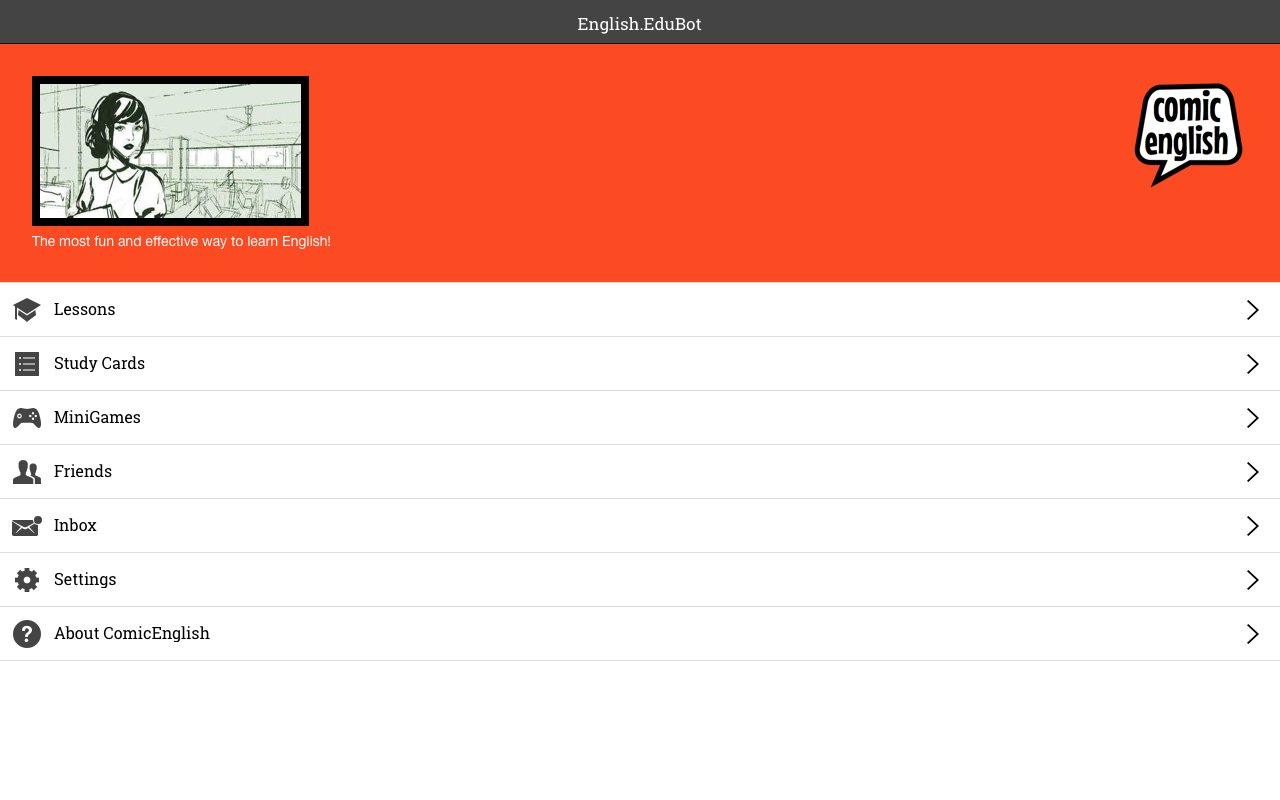 English.EduBot
comic
english
The most fun and effective way to learn English!
Lessons
Study Cards
MiniGames
Friends
Inbox
Settings
About ComicEnglish